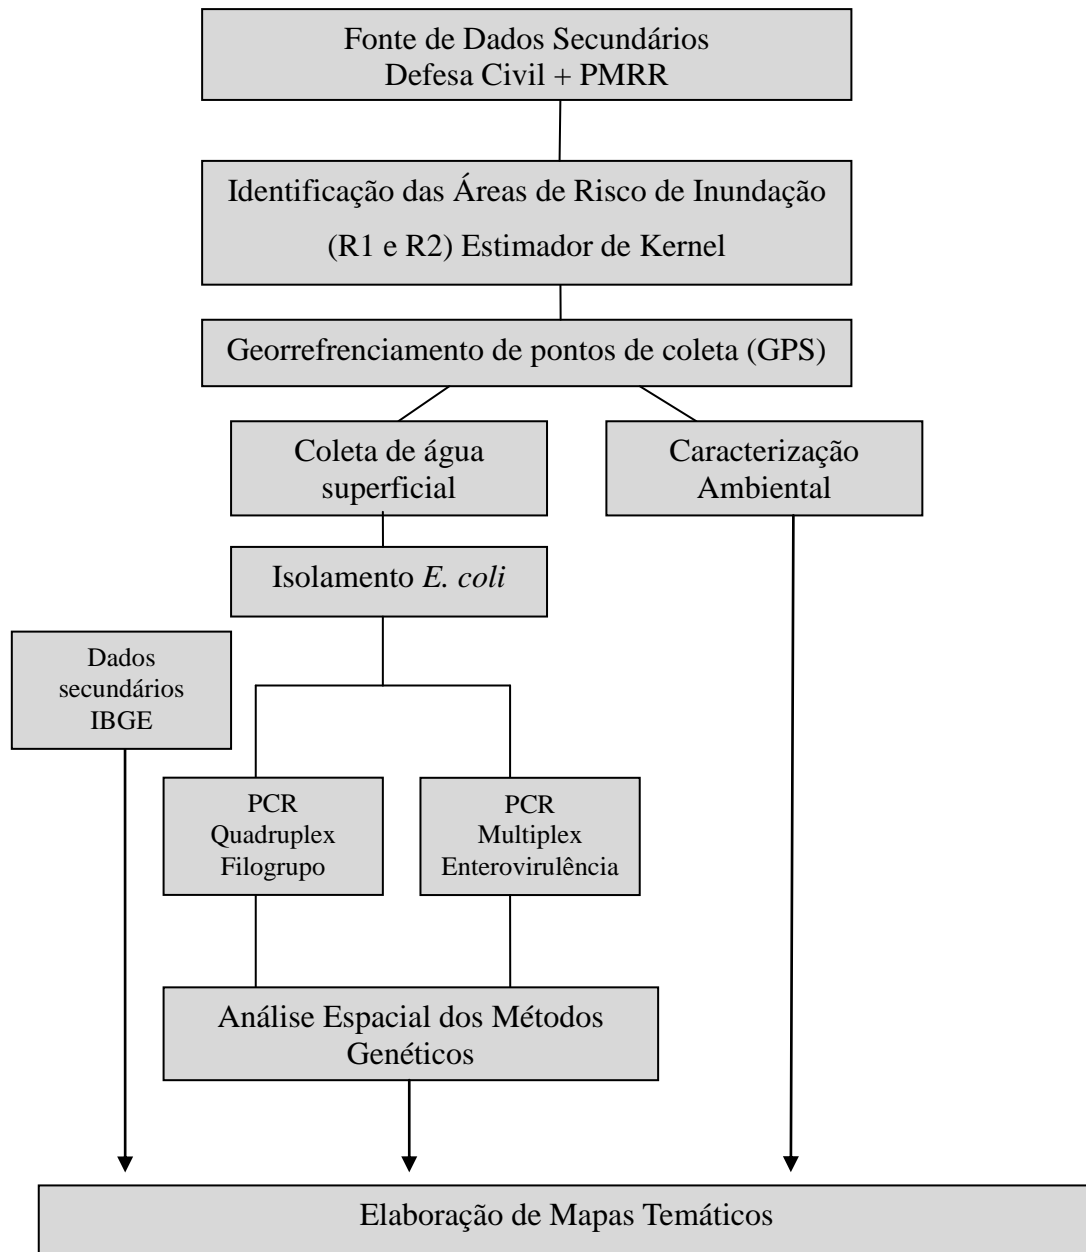 Fonte de Dados Secundários
Defesa Civil + PMRR
Identificação das Áreas de Risco de Inundação
(R1 e R2) Estimador de Kernel
Georrefrenciamento de pontos de coleta (GPS)
Coleta de água
superficial
Caracterização
Ambiental
Isolamento E. coli
Dados
secundários
IBGE
PCR
Quadruplex
Filogrupo
PCR
Multiplex
Enterovirulência
Análise Espacial dos Métodos
Genéticos
Elaboração de Mapas Temáticos